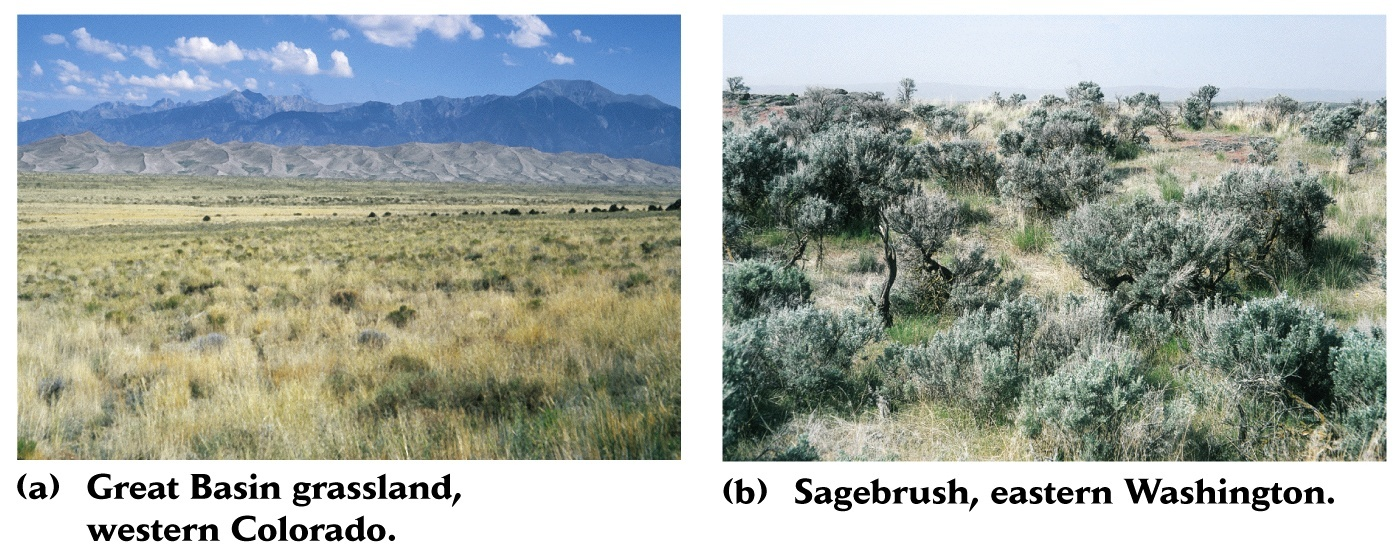 (a) Great Basin grassland,
western Colorado.
(b) Sagebrush, eastern Washington.